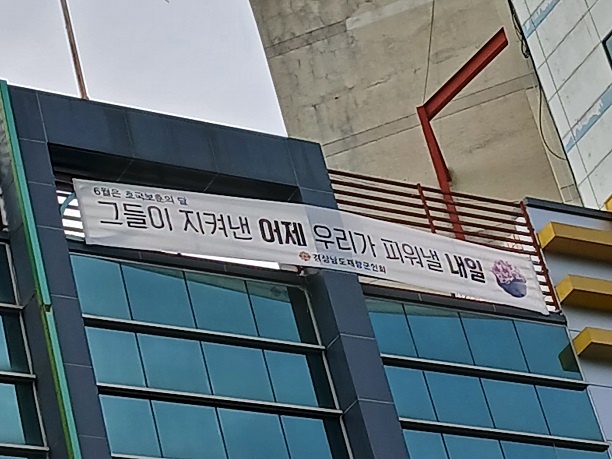 6월은 호국보훈의 달
그들이 지켜낸 어제 우리가 피워낼 내일
경상남도재향군인회